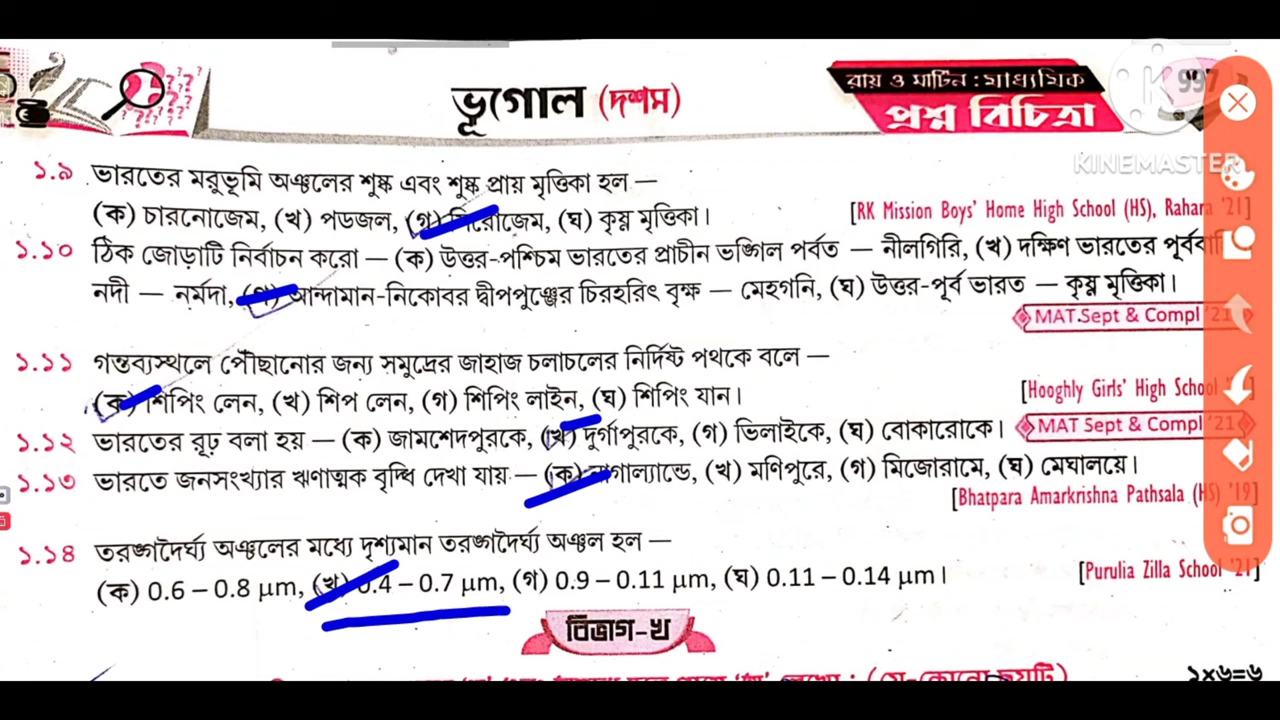 ভূগোল (দশম)
রায় ও মার্টিন : মাধ্যমিক
প্রশ্ন বিচিত্রা
997
KINEMASTER
১.৯ ভারতের মরুভূমি অঞ্চলের শুষ্ক এবং শুষ্ক প্রায় মৃত্তিকা হল —
(ক) চারনোজেম, (খ) পডজল, (গ) সিরোজেম, (ঘ) কৃষ্ণ মৃত্তিকা।
[RK Mission Boys' Home High School (HS), Rahara '21]
১.১০ ঠিক জোড়াটি নির্বাচন করো — (ক) উত্তর-পশ্চিম ভারতের প্রাচীন ভঙ্গিল পর্বত — নীলগিরি, (খ) দক্ষিণ ভারতের
নদী — নর্মদা, (গ) আন্দামান-নিকোবর দ্বীপপুঞ্জের চিরহরিৎ বৃক্ষ — মেহগনি, (ঘ) উত্তর-পূর্ব ভারত — কৃষ্ণ মৃত্তিকা।
MAT.Sept & Compl '21
১.১১ গন্তব্যস্থলে পৌঁছানোর জন্য সমুদ্রের জাহাজ চলাচলের নির্দিষ্ট পথকে বলে —
(ক) শিপিং লেন, (খ) শিপ লেন, (গ) শিপিং লাইন, (ঘ) শিপিং যান।
[Hooghly Girls' High School
১.১২ ভারতের রূঢ় বলা হয় — (ক) জামশেদপুরকে, (খ) দুর্গাপুরকে, (গ) ভিলাইকে, (ঘ) বোকারোকে।
MAT Sept & Compl '21
১.১৩ ভারতে জনসংখ্যার ঋণাত্মক বৃদ্ধি দেখা যায় — (ক) নাগাল্যান্ডে, (খ) মণিপুরে, (গ) মিজোরামে, (ঘ) মেঘালয়ে।
[Bhatpara Amarkrishna Pathsala (HS) '19]
১.১৪ তরঙ্গদৈর্ঘ্য অঞ্চলের মধ্যে দৃশ্যমান তরঙ্গদৈর্ঘ্য অঞ্চল হল —
(ক) 0.6 – 0.8 μm, (খ) 0.4 – 0.7 μm, (গ) 0.9 – 0.11 μm, (ঘ) 0.11 – 0.14 μm।
[Purulia Zilla School '21]
বিভাগ-খ
১x৬=৬